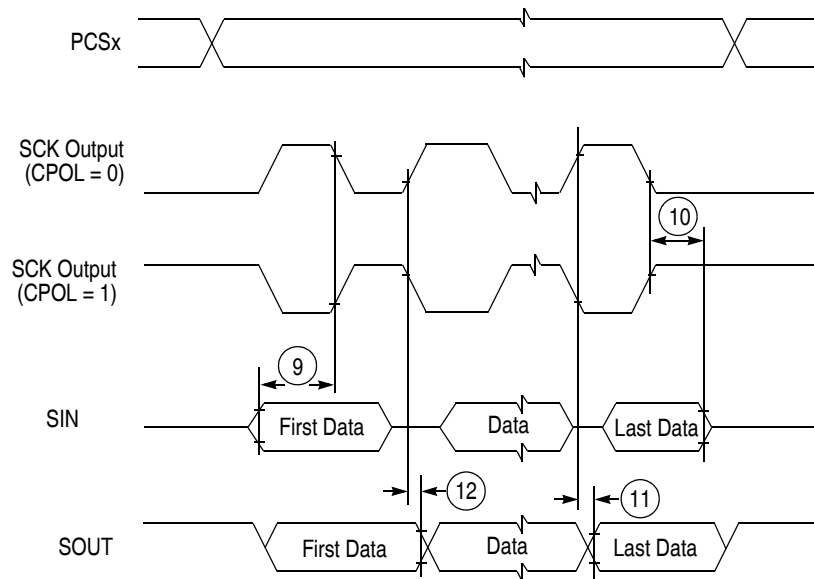 PCSx
SCK Output
(CPOL = 0)
10
SCK Output
(CPOL = 1)
9
SIN
First Data
Data
Last Data
12
11
SOUT
First Data
Data
Last Data